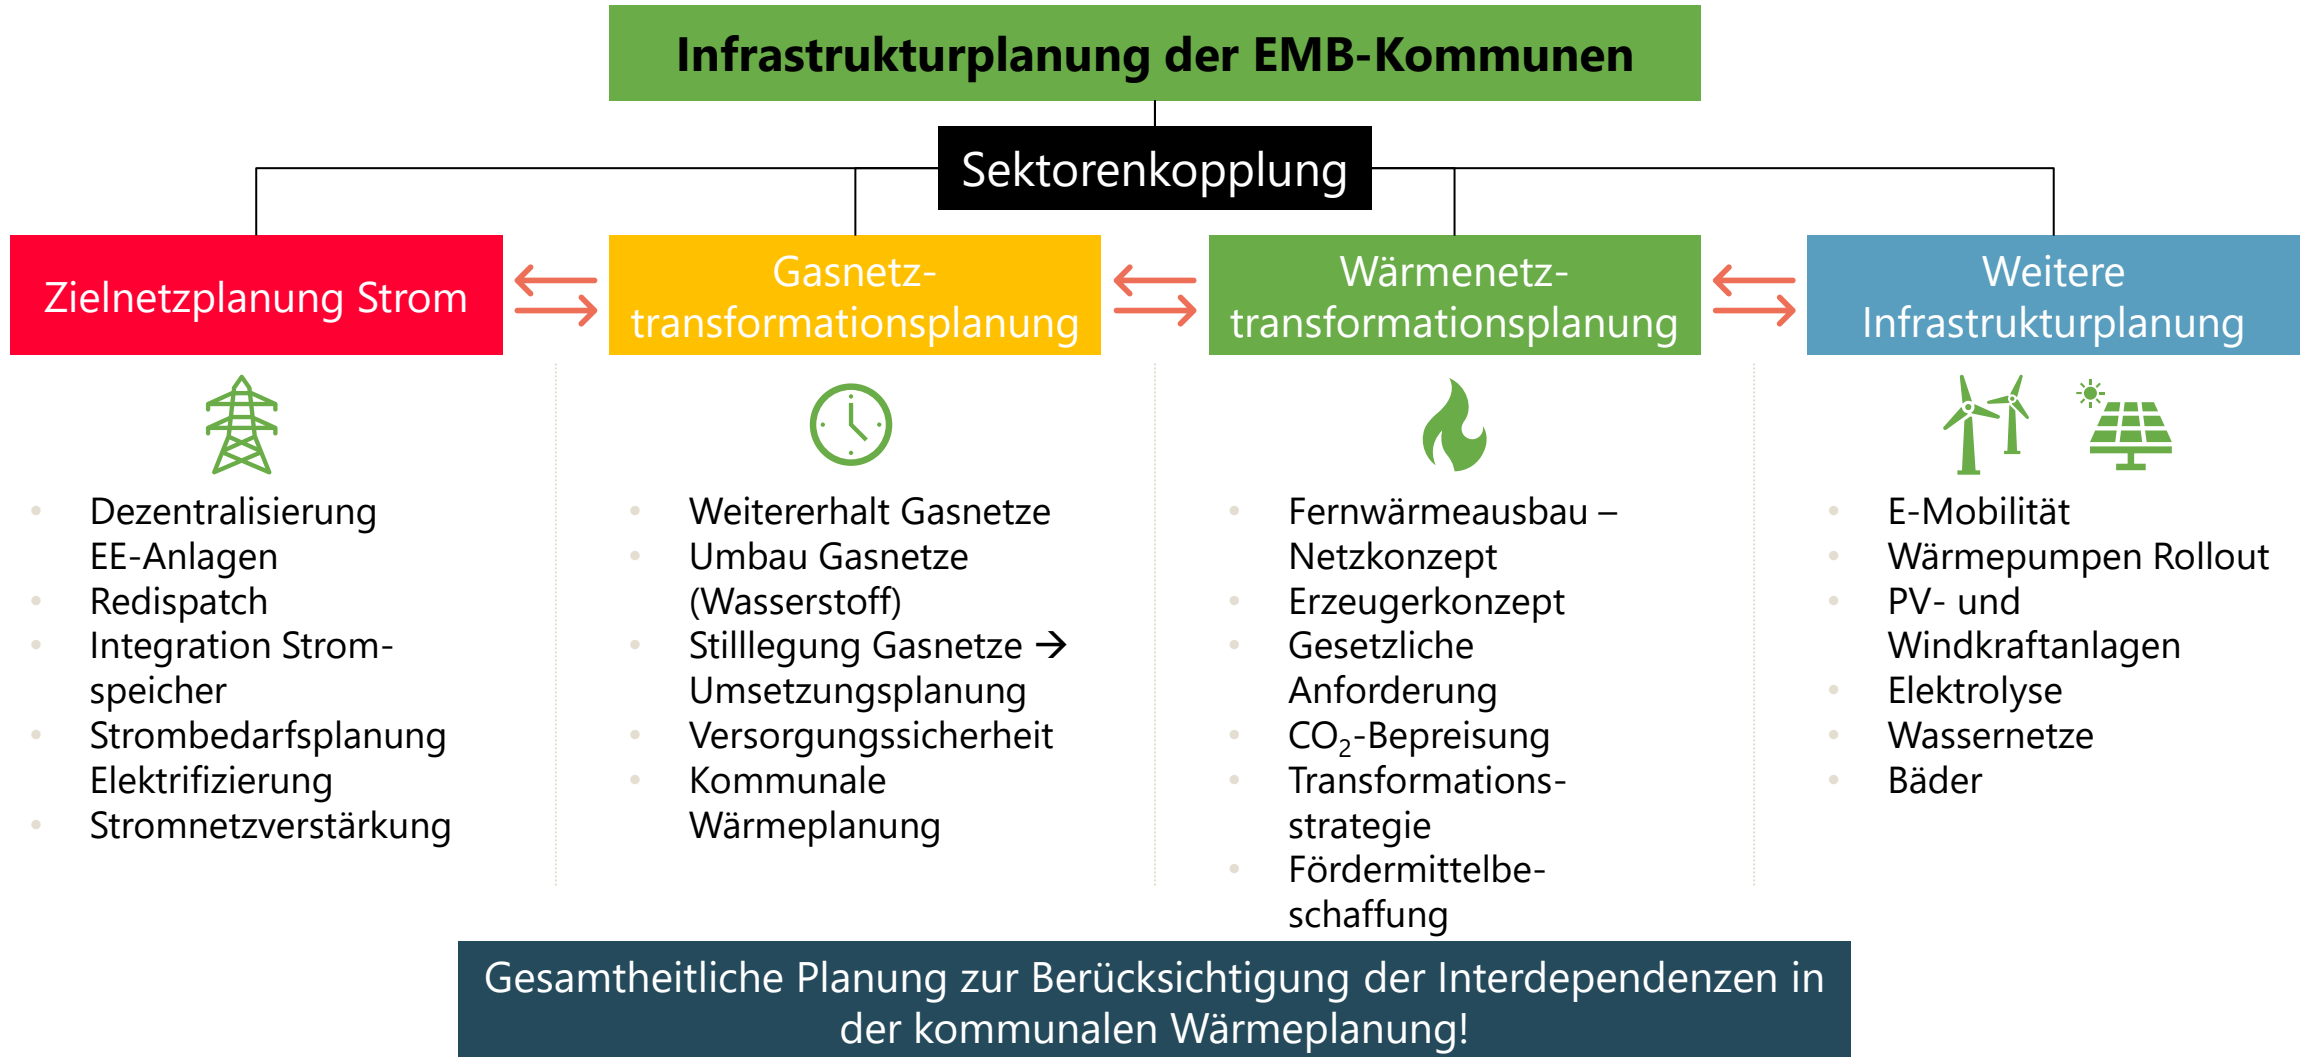 Infrastrukturplanung der EMB-Kommunen
Sektorenkopplung
Zielnetzplanung Strom
Gasnetz-
transformationsplanung
Wärmenetz-
transformationsplanung
Weitere
Infrastrukturplanung
• Dezentralisierung
EE-Anlagen
• Redispatch
• Integration Strom-
speicher
• Strombedarfsplanung
Elektrifizierung
• Stromnetzverstärkung
• Weitererhalt Gasnetze
• Umbau Gasnetze
(Wasserstoff)
• Stilllegung Gasnetze →
Umsetzungsplanung
• Versorgungssicherheit
• Kommunale
Wärmeplanung
• Fernwärmeausbau –
Netzkonzept
• Erzeugerkonzept
• Gesetzliche
Anforderung
• CO₂-Bepreisung
• Transformations-
strategie
• Fördermittelbe-
schaffung
• E-Mobilität
• Wärmepumpen Rollout
• PV- und
Windkraftanlagen
• Elektrolyse
• Wassernetze
• Bäder
Gesamtheitliche Planung zur Berücksichtigung der Interdependenzen in
der kommunalen Wärmeplanung!